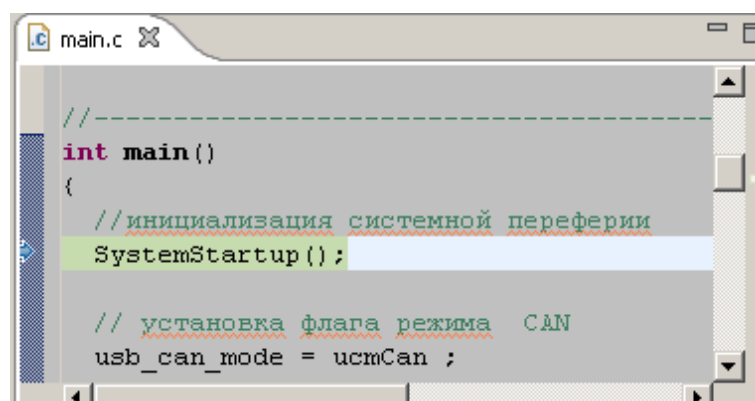 main.c
//----------------------------------------
int main()
{
//инициализация системной переферии
SystemStartup();
// установка флага режима CAN
usb_can_mode = ucmCan ;